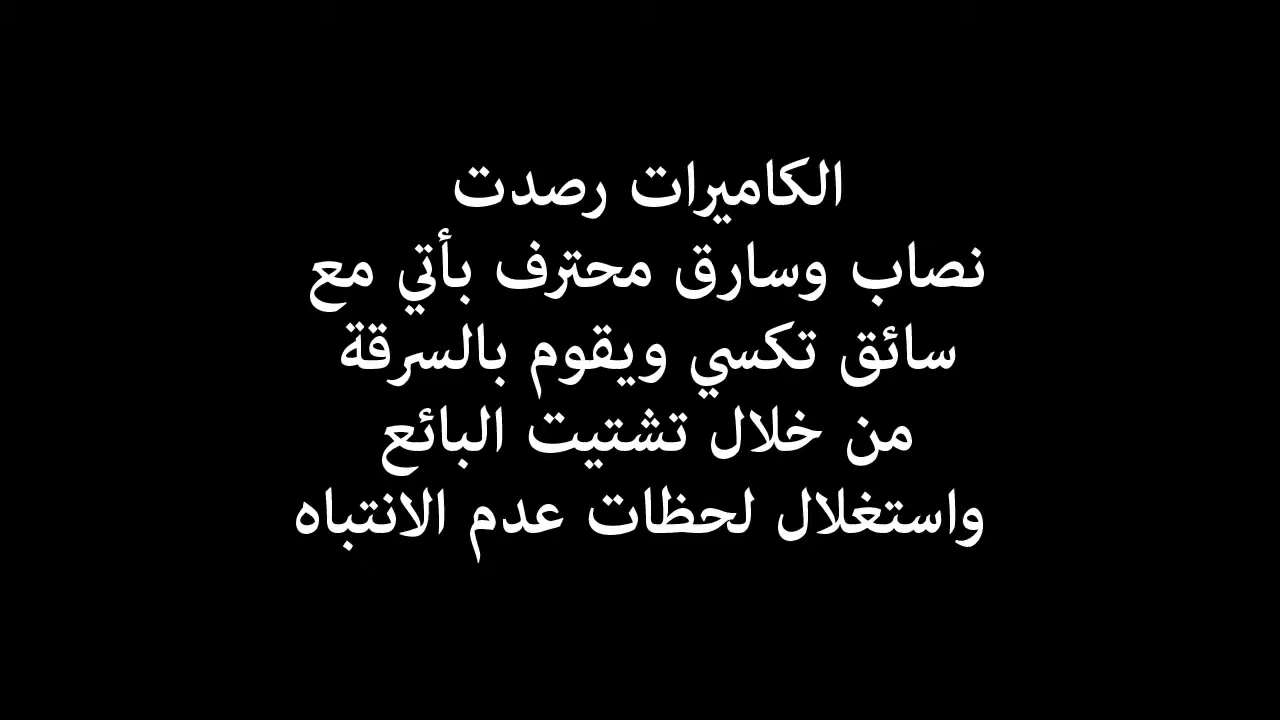 الكاميرات رصدت
نصاب وسارق محترف بأتي مع
سائق تكسي ويقوم بالسرقة
من خلال تشتيت البائع
واستغلال لحظات عدم الانتباه